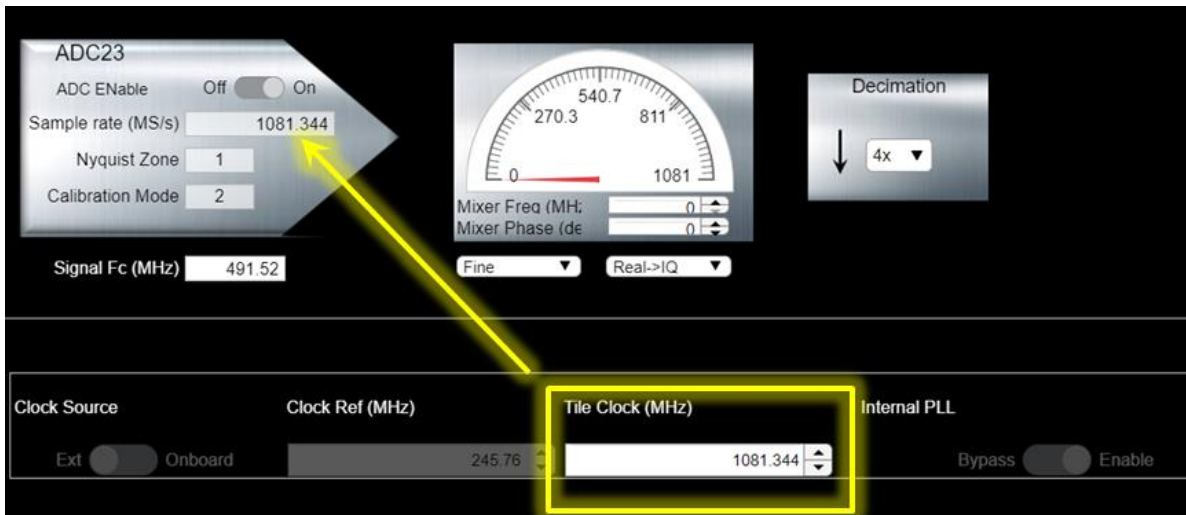 ADC23
ADC ENable Off On
Sample rate (MS/s) 1081.344
Nyquist Zone 1
Calibration Mode 2
Signal Fc (MHz) 491.52
540.7
270.3 811
0 1081
Mixer Freq (MH: 0
Mixer Phase (de 0
Fine ▼ Real->IQ ▼
Decimation
4x ▼
Clock Source Clock Ref (MHz) Tile Clock (MHz) Internal PLL
Ext Onboard 245.76 1081.344 Bypass Enable